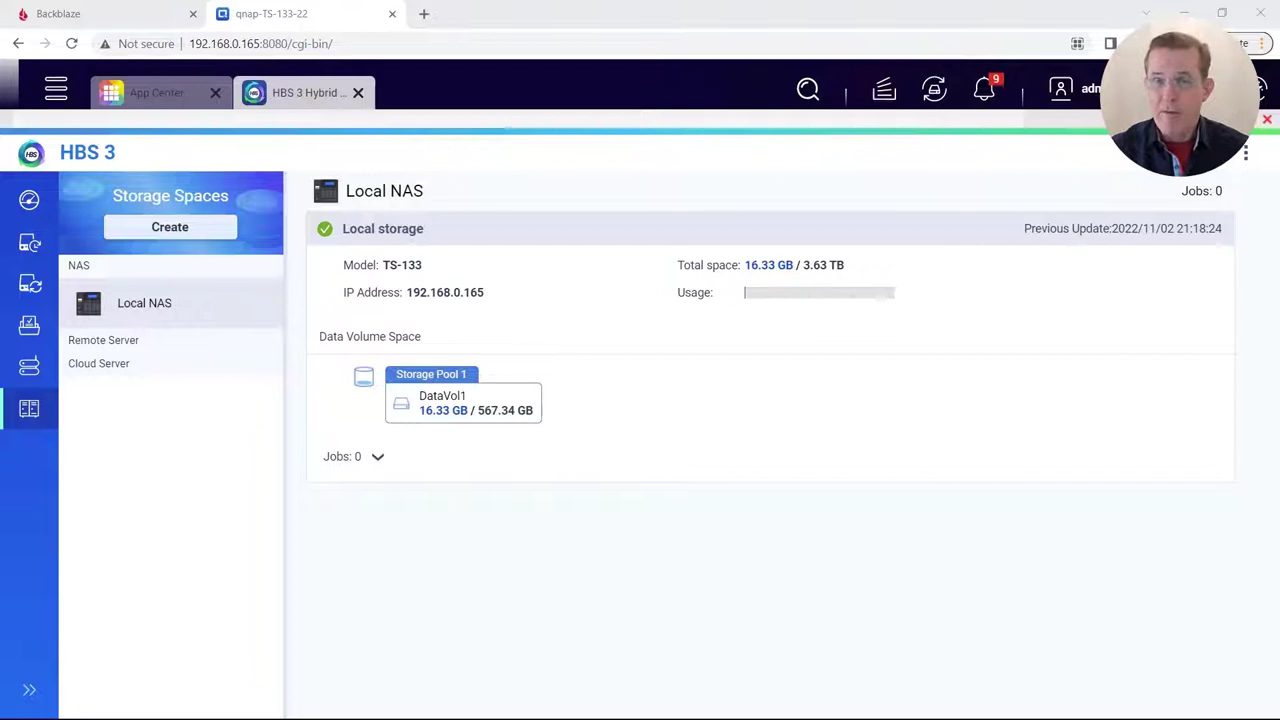 Backblaze
qnap-TS-133-22
Not secure
192.168.0.165:8080/cgi-bin/
App Center
HBS 3 Hybrid ...
9
HBS
HBS 3
Storage Spaces
Create
NAS
Local NAS
Remote Server
Cloud Server
Local NAS
Jobs: 0
Local storage
Previous Update:2022/11/02 21:18:24
Model: TS-133
Total space: 16.33 GB / 3.63 TB
IP Address: 192.168.0.165
Usage:
Data Volume Space
Storage Pool 1
DataVol1
16.33 GB / 567.34 GB
Jobs: 0